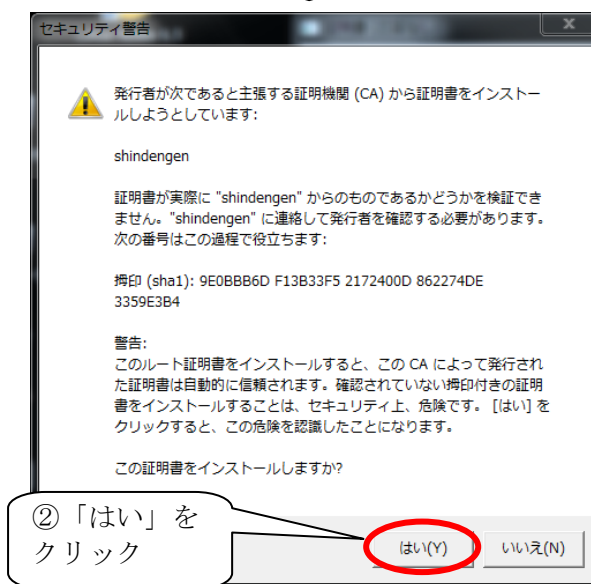 セキュリティ警告
発行者が次であると主張する証明機関 (CA) から証明書をインストー
ルしようとしています:
shindengen
証明書が実際に "shindengen" からのものであるかどうかを検証でき
ません。"shindengen" に連絡して発行者を確認する必要があります。
次の番号はこの過程で役立ちます:
拇印 (sha1): 9E0BBB6D F13B33F5 2172400D 862274DE
3359E3B4
警告:
このルート証明書をインストールすると、この CA によって発行され
た証明書は自動的に信頼されます。確認されていない拇印付きの証明
書をインストールすることは、セキュリティ上、危険です。 [はい] を
クリックすると、この危険を認識したことになります。
この証明書をインストールしますか?
②「はい」を
クリック
はい(Y) いいえ(N)